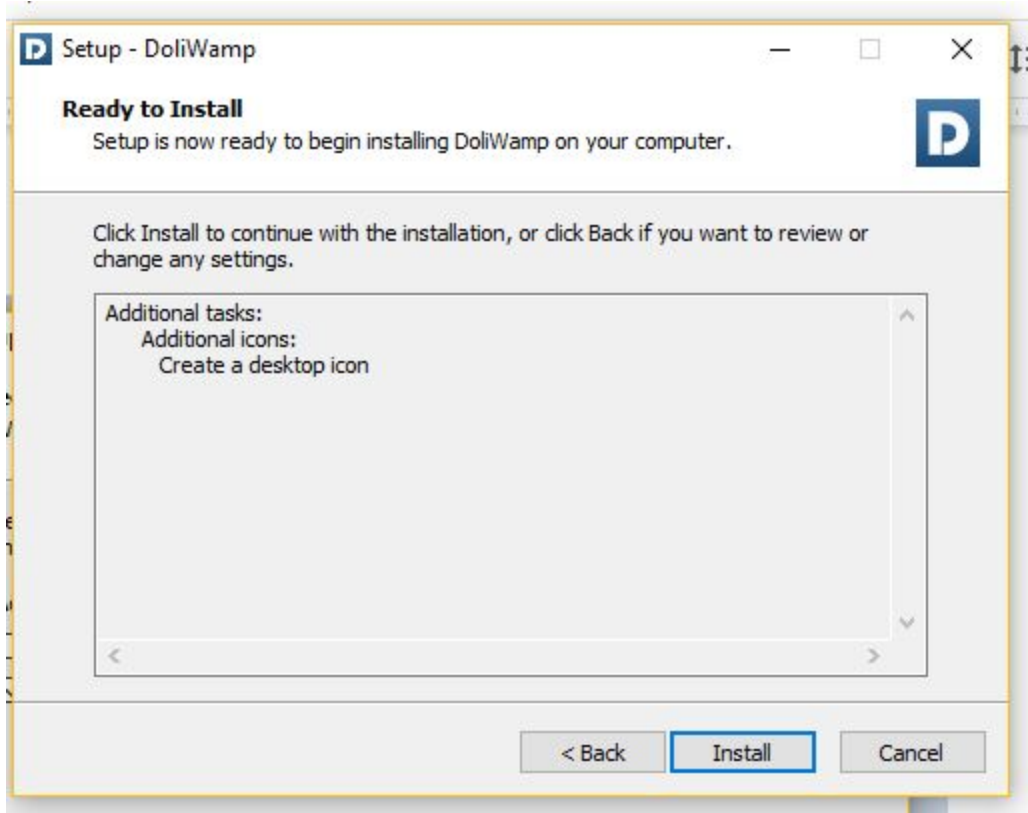 Setup - DoliWamp
Ready to Install
Setup is now ready to begin installing DoliWamp on your computer.
Click Install to continue with the installation, or click Back if you want to review or
change any settings.
Additional tasks:
Additional icons:
Create a desktop icon
< Back
Install
Cancel